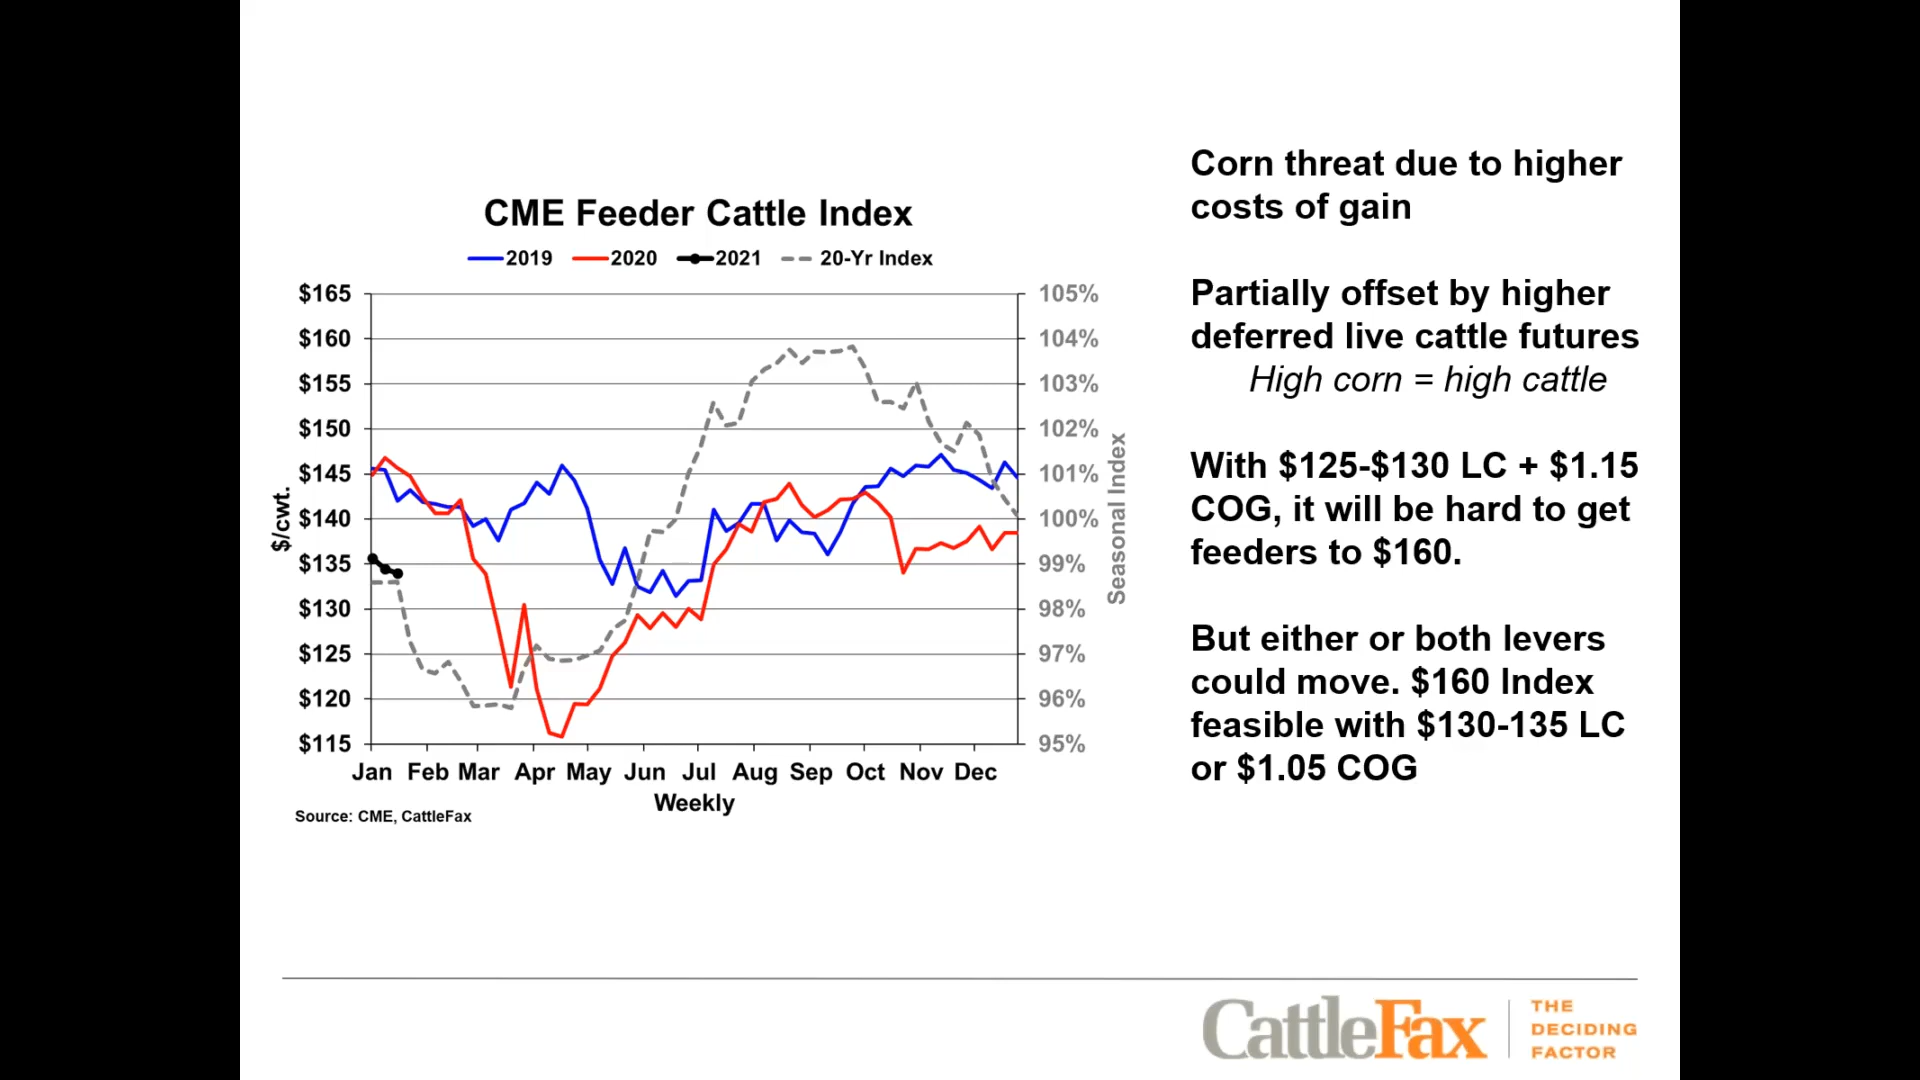 CME Feeder Cattle Index
2019 2020 2021 20-Yr Index
$165
$160
$155
$150
$145
$140
$135
$130
$125
$120
$115
$/cwt.
105%
104%
103%
102%
101%
100%
99%
98%
97%
96%
95%
Seasonal Index
Jan Feb Mar Apr May Jun Jul Aug Sep Oct Nov Dec
Weekly
Source: CME, CattleFax
Corn threat due to higher
costs of gain
Partially offset by higher
deferred live cattle futures
High corn = high cattle
With $125-$130 LC + $1.15
COG, it will be hard to get
feeders to $160.
But either or both levers
could move. $160 Index
feasible with $130-135 LC
or $1.05 COG
CattleFax
THE
DECIDING
FACTOR